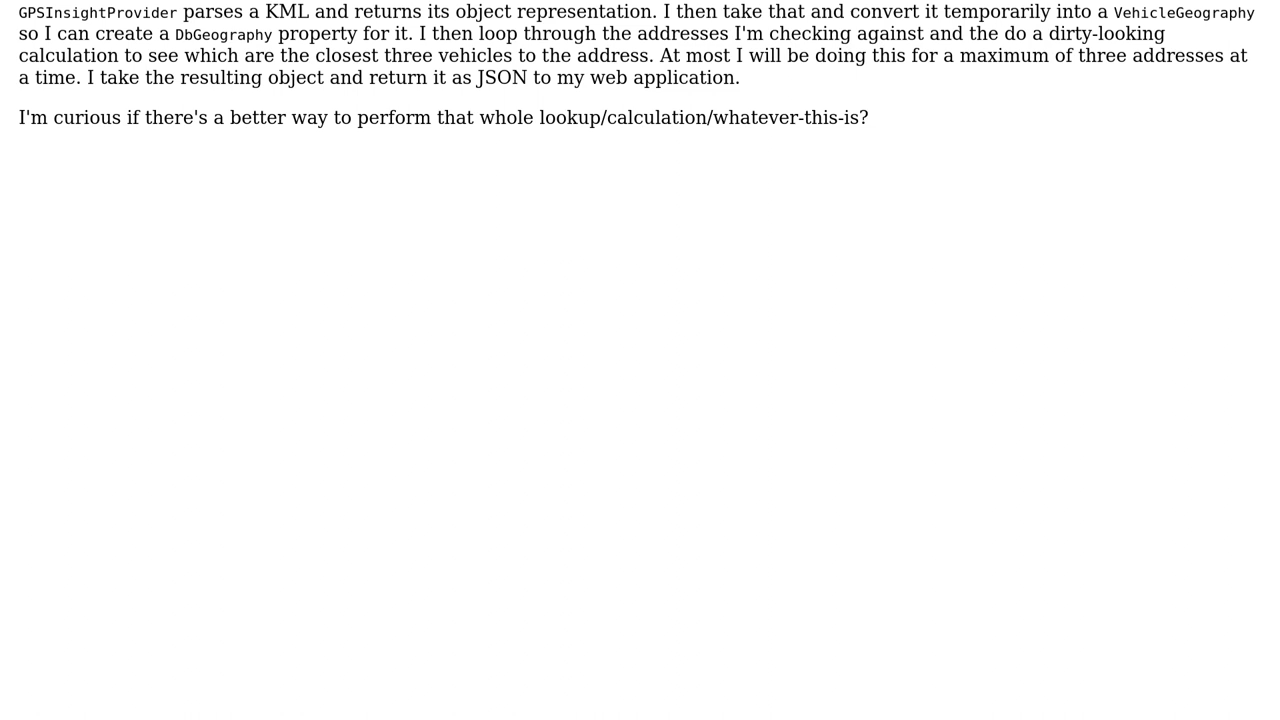 GPSInsightProvider parses a KML and returns its object representation. I then take that and convert it temporarily into a VehicleGeography
so I can create a DbGeography property for it. I then loop through the addresses I'm checking against and the do a dirty-looking
calculation to see which are the closest three vehicles to the address. At most I will be doing this for a maximum of three addresses at
a time. I take the resulting object and return it as JSON to my web application.
I'm curious if there's a better way to perform that whole lookup/calculation/whatever-this-is?